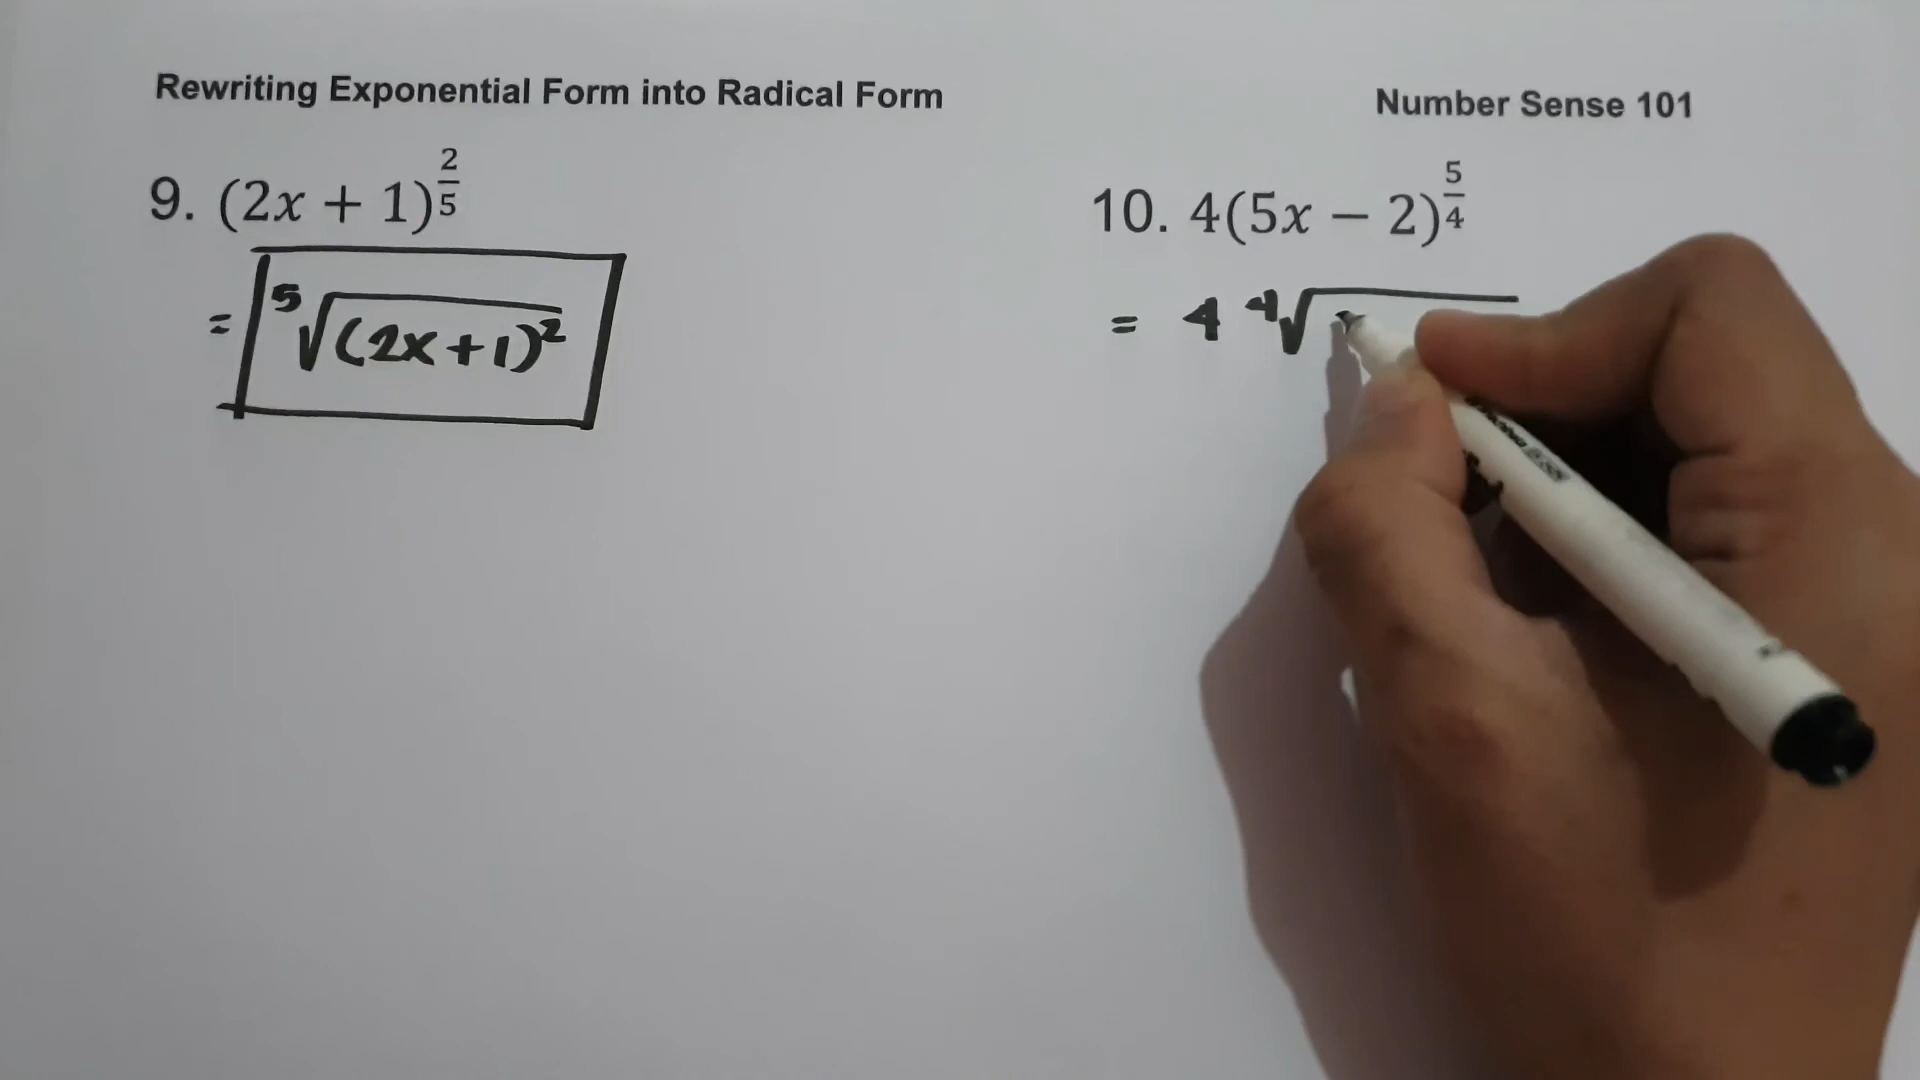 Rewriting Exponential Form into Radical Form
Number Sense 101
9. (2x + 1)^{2/5}
= ⁵√(2x+1)²
10. 4(5x − 2)^{5/4}
= 4 ⁴√